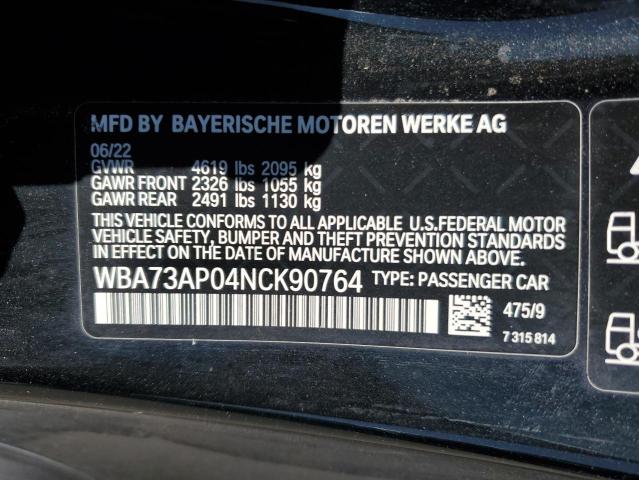 MFD BY BAYERISCHE MOTOREN WERKE AG
06/22
GVWR 4619 lbs 2095 kg
GAWR FRONT 2326 lbs 1055 kg
GAWR REAR 2491 lbs 1130 kg
THIS VEHICLE CONFORMS TO ALL APPLICABLE U.S.FEDERAL MOTOR
VEHICLE SAFETY, BUMPER AND THEFT PREVENTION STANDARDS
IN EFFECT ON THE DATE OF MANUFACTURE SHOWN ABOVE.
WBA73AP04NCK90764 TYPE: PASSENGER CAR
475/9
7 315 814